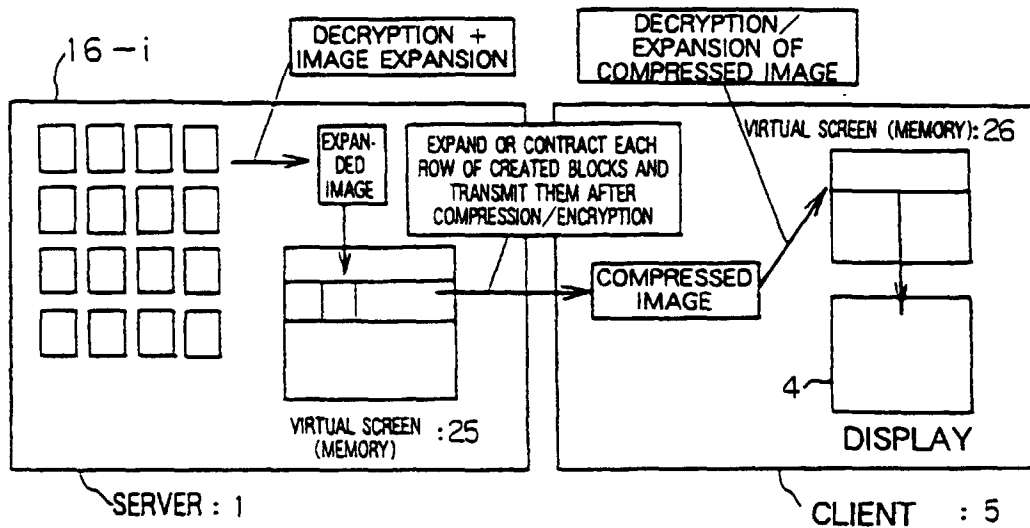 16-i
DECRYPTION +
IMAGE EXPANSION
DECRYPTION/
EXPANSION OF
COMPRESSED IMAGE
EXPAN-
DED
IMAGE
EXPAND OR CONTRACT EACH
ROW OF CREATED BLOCKS AND
TRANSMIT THEM AFTER
COMPRESSION/ENCRYPTION
VIRTUAL SCREEN (MEMORY): 26
COMPRESSED
IMAGE
VIRTUAL SCREEN : 25
(MEMORY)
4
DISPLAY
SERVER : 1
CLIENT : 5